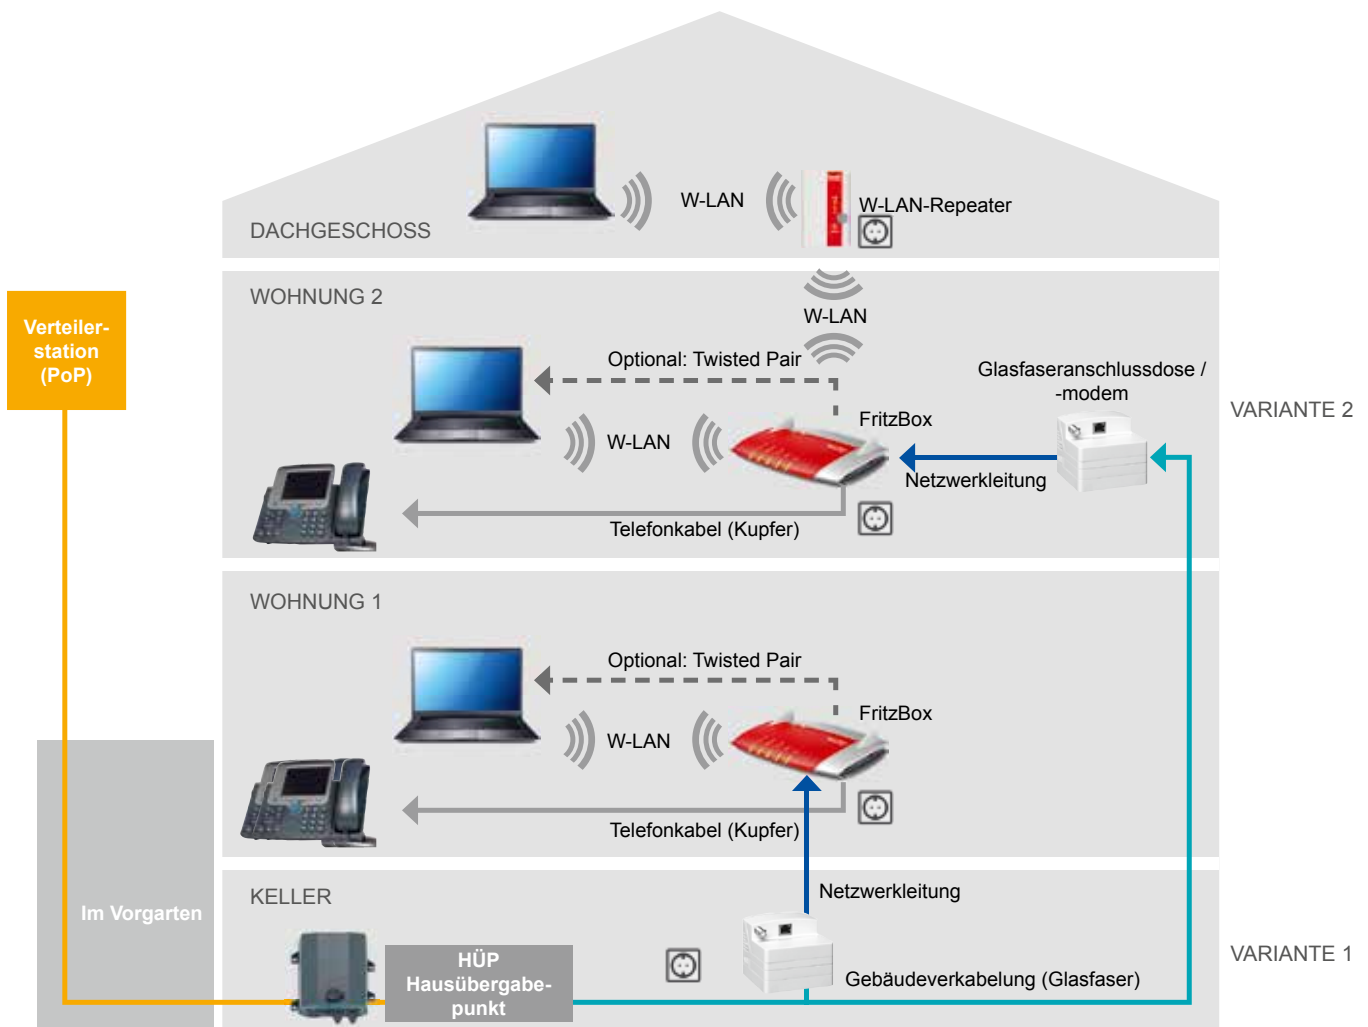 W-LAN
W-LAN-Repeater
DACHGESCHOSS
WOHNUNG 2
W-LAN
Verteiler-
station
(PoP)
Optional: Twisted Pair
Glasfaseranschlussdose /
-modem
VARIANTE 2
FritzBox
W-LAN
Netzwerkleitung
Telefonkabel (Kupfer)
WOHNUNG 1
Optional: Twisted Pair
FritzBox
W-LAN
Telefonkabel (Kupfer)
KELLER
Netzwerkleitung
Im Vorgarten
HÜP
Hausübergabe-
punkt
Gebäudeverkabelung (Glasfaser)
VARIANTE 1